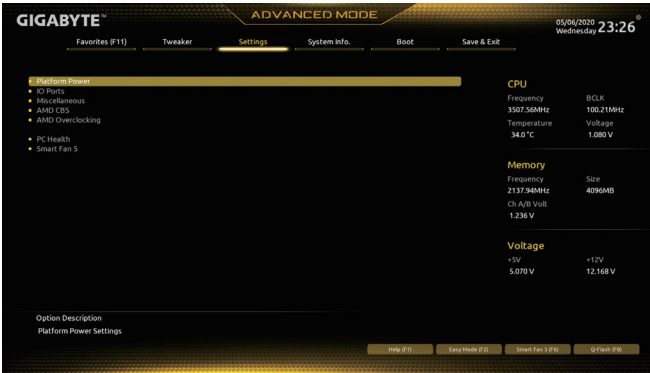 GIGABYTE™
ADVANCED MODE
05/06/2020
Wednesday
23:26
Favorites (F11) Tweaker Settings System Info. Boot Save & Exit
Platform Power
IO Ports
Miscellaneous
AMD CBS
AMD Overclocking
PC Health
Smart Fan 5
CPU
Frequency BCLK
3507.56MHz 100.21MHz
Temperature Voltage
34.0 °C 1.080 V
Memory
Frequency Size
2137.94MHz 4096MB
Ch A/B Volt
1.236 V
Voltage
+5V +12V
5.070 V 12.168 V
Option Description
Platform Power Settings
Help (F1) Easy Mode (F2) Smart Fan 5 (F6) Q-Flash (F8)